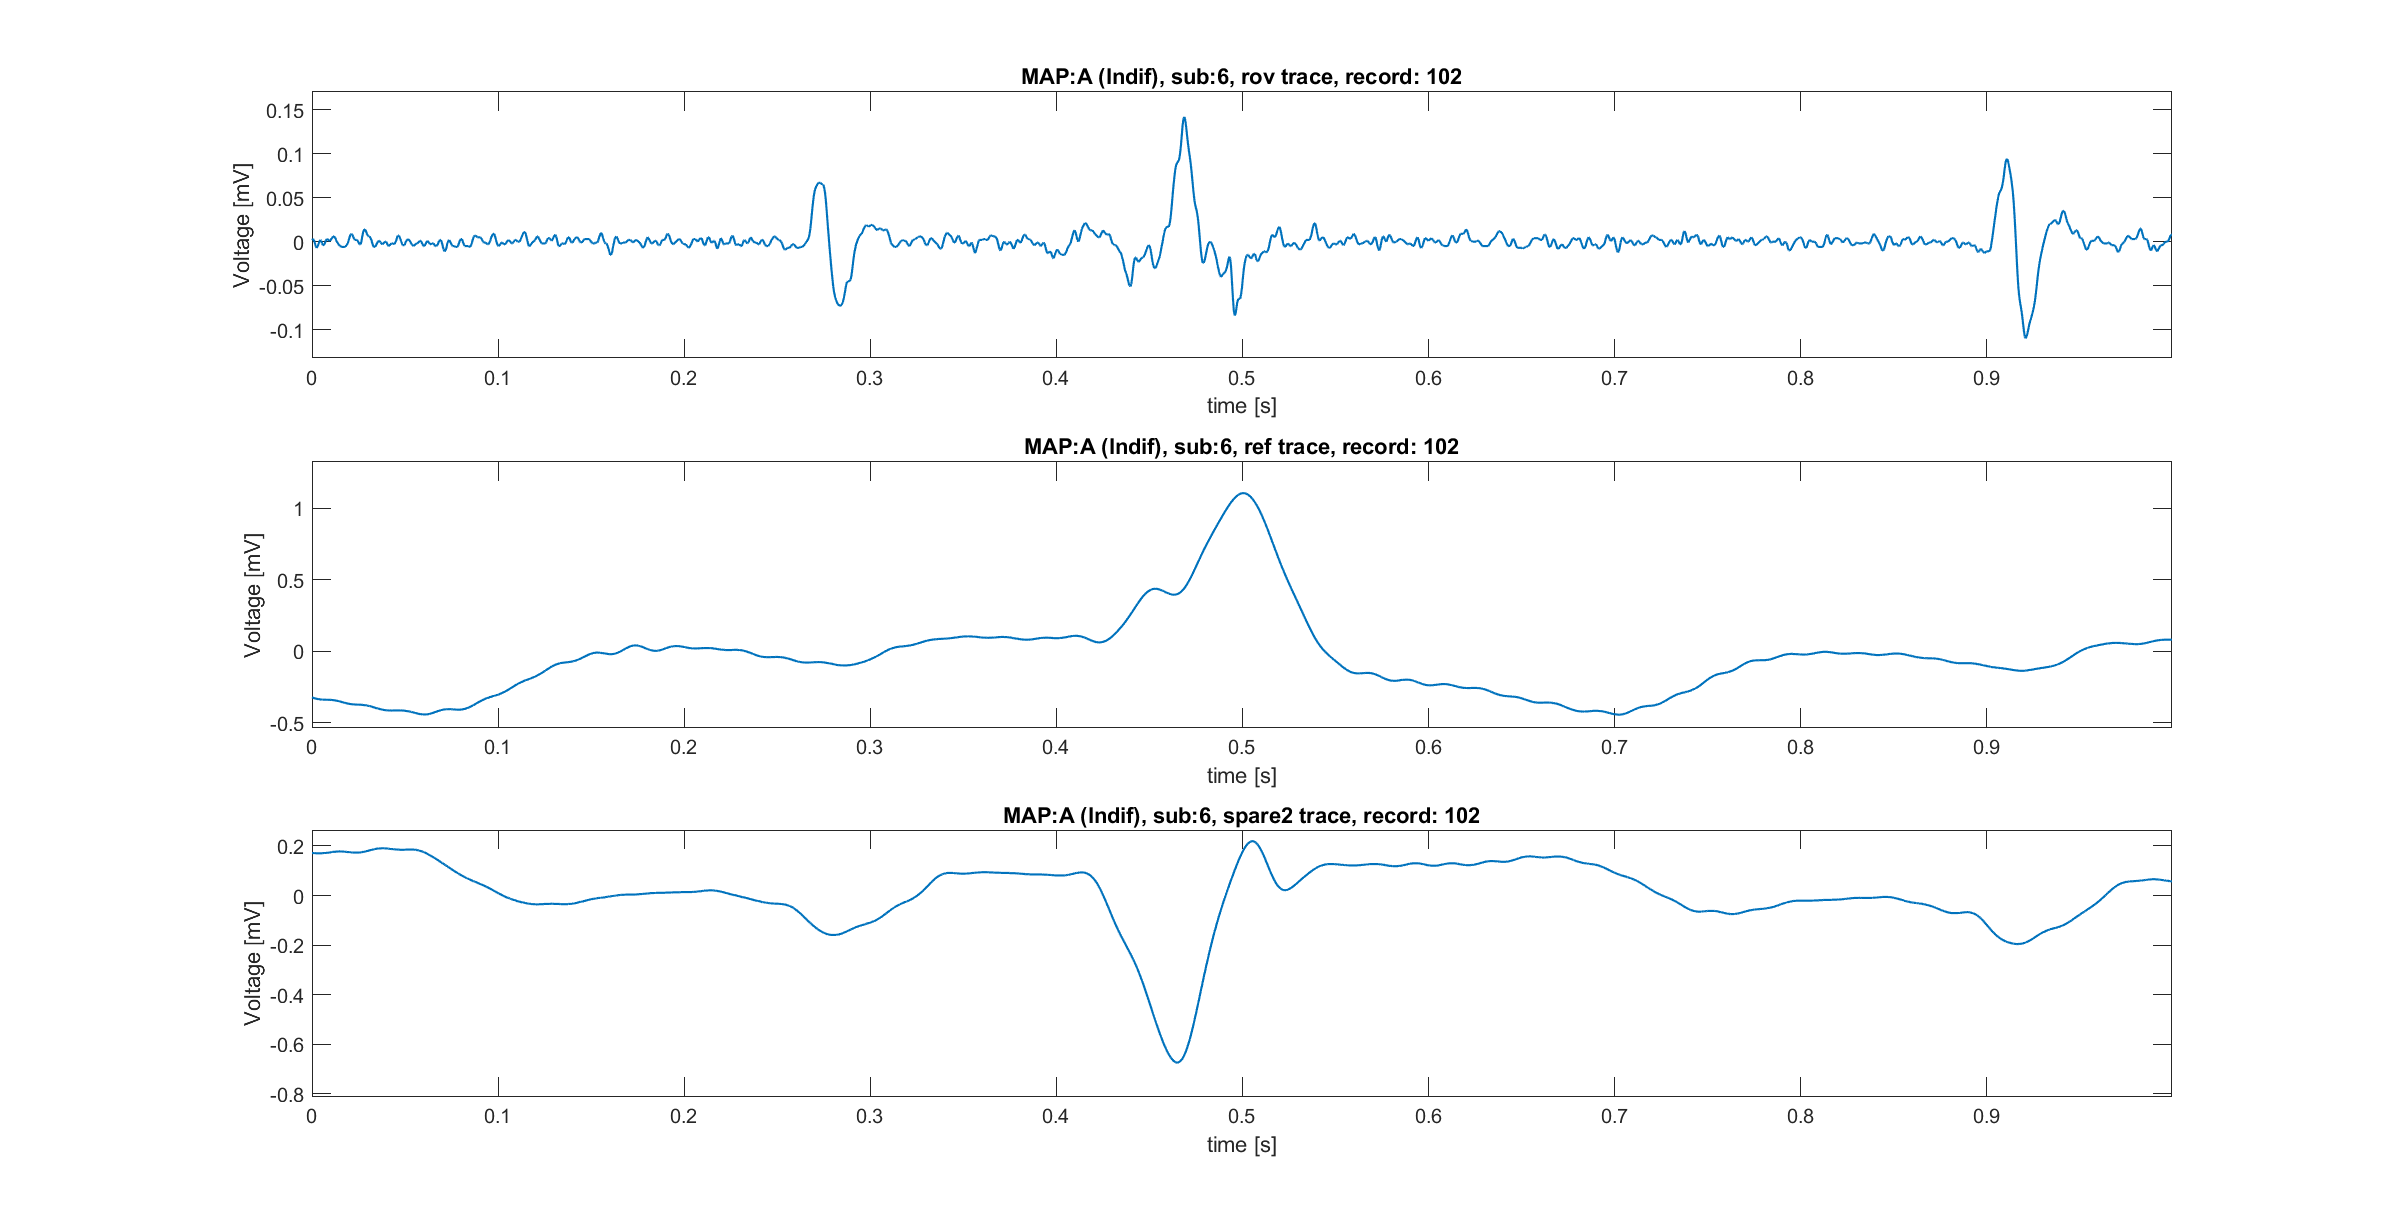 MAP:A (Indif), sub:6, rov trace, record: 102
Voltage [mV]
0.15
0.1
0.05
0
-0.05
-0.1
0 0.1 0.2 0.3 0.4 0.5 0.6 0.7 0.8 0.9
time [s]
MAP:A (Indif), sub:6, ref trace, record: 102
Voltage [mV]
1
0.5
0
-0.5
0 0.1 0.2 0.3 0.4 0.5 0.6 0.7 0.8 0.9
time [s]
MAP:A (Indif), sub:6, spare2 trace, record: 102
Voltage [mV]
0.2
0
-0.2
-0.4
-0.6
-0.8
0 0.1 0.2 0.3 0.4 0.5 0.6 0.7 0.8 0.9
time [s]